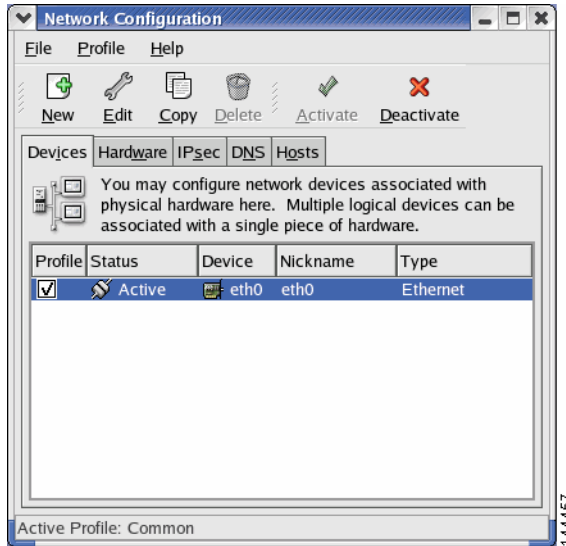 Network Configuration
File Profile Help
New Edit Copy Delete Activate Deactivate
Devices Hardware IPsec DNS Hosts
You may configure network devices associated with
physical hardware here. Multiple logical devices can be
associated with a single piece of hardware.
Profile Status Device Nickname Type
Active eth0 eth0 Ethernet
Active Profile: Common
144457